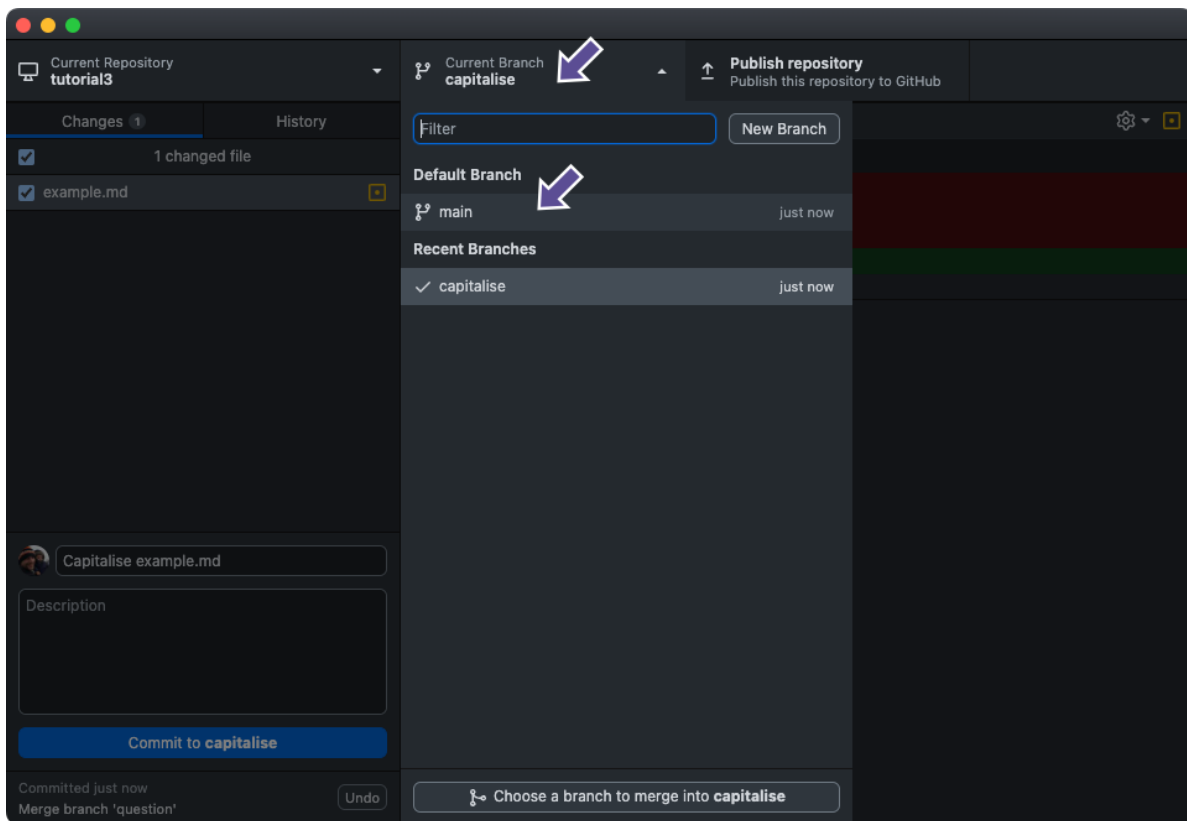 Current Repository
tutorial3
Current Branch
capitalise
Publish repository
Publish this repository to GitHub
Changes 1
History
1 changed file
example.md
Filter
New Branch
Default Branch
main just now
Recent Branches
capitalise just now
Capitalise example.md
Description
Commit to capitalise
Committed just now
Merge branch 'question'
Undo
Choose a branch to merge into capitalise